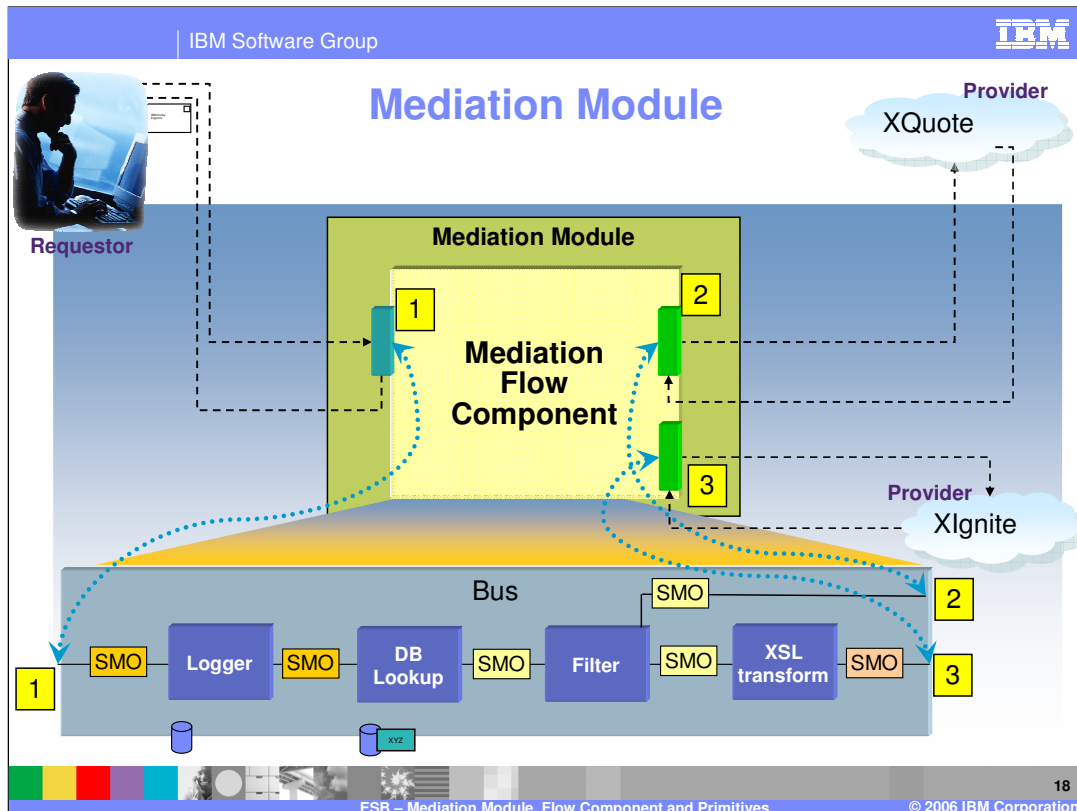 IBM Software Group
IBM
Mediation Module
Provider
XQuote
Requestor
Mediation Module
1
2
Mediation
Flow
Component
3
Provider
XIgnite
Bus
SMO
2
SMO
Logger
SMO
DB
Lookup
SMO
Filter
SMO
XSL
transform
SMO
1
3
XYZ
18
ESB – Mediation Module, Flow Component and Primitives
© 2006 IBM Corporation